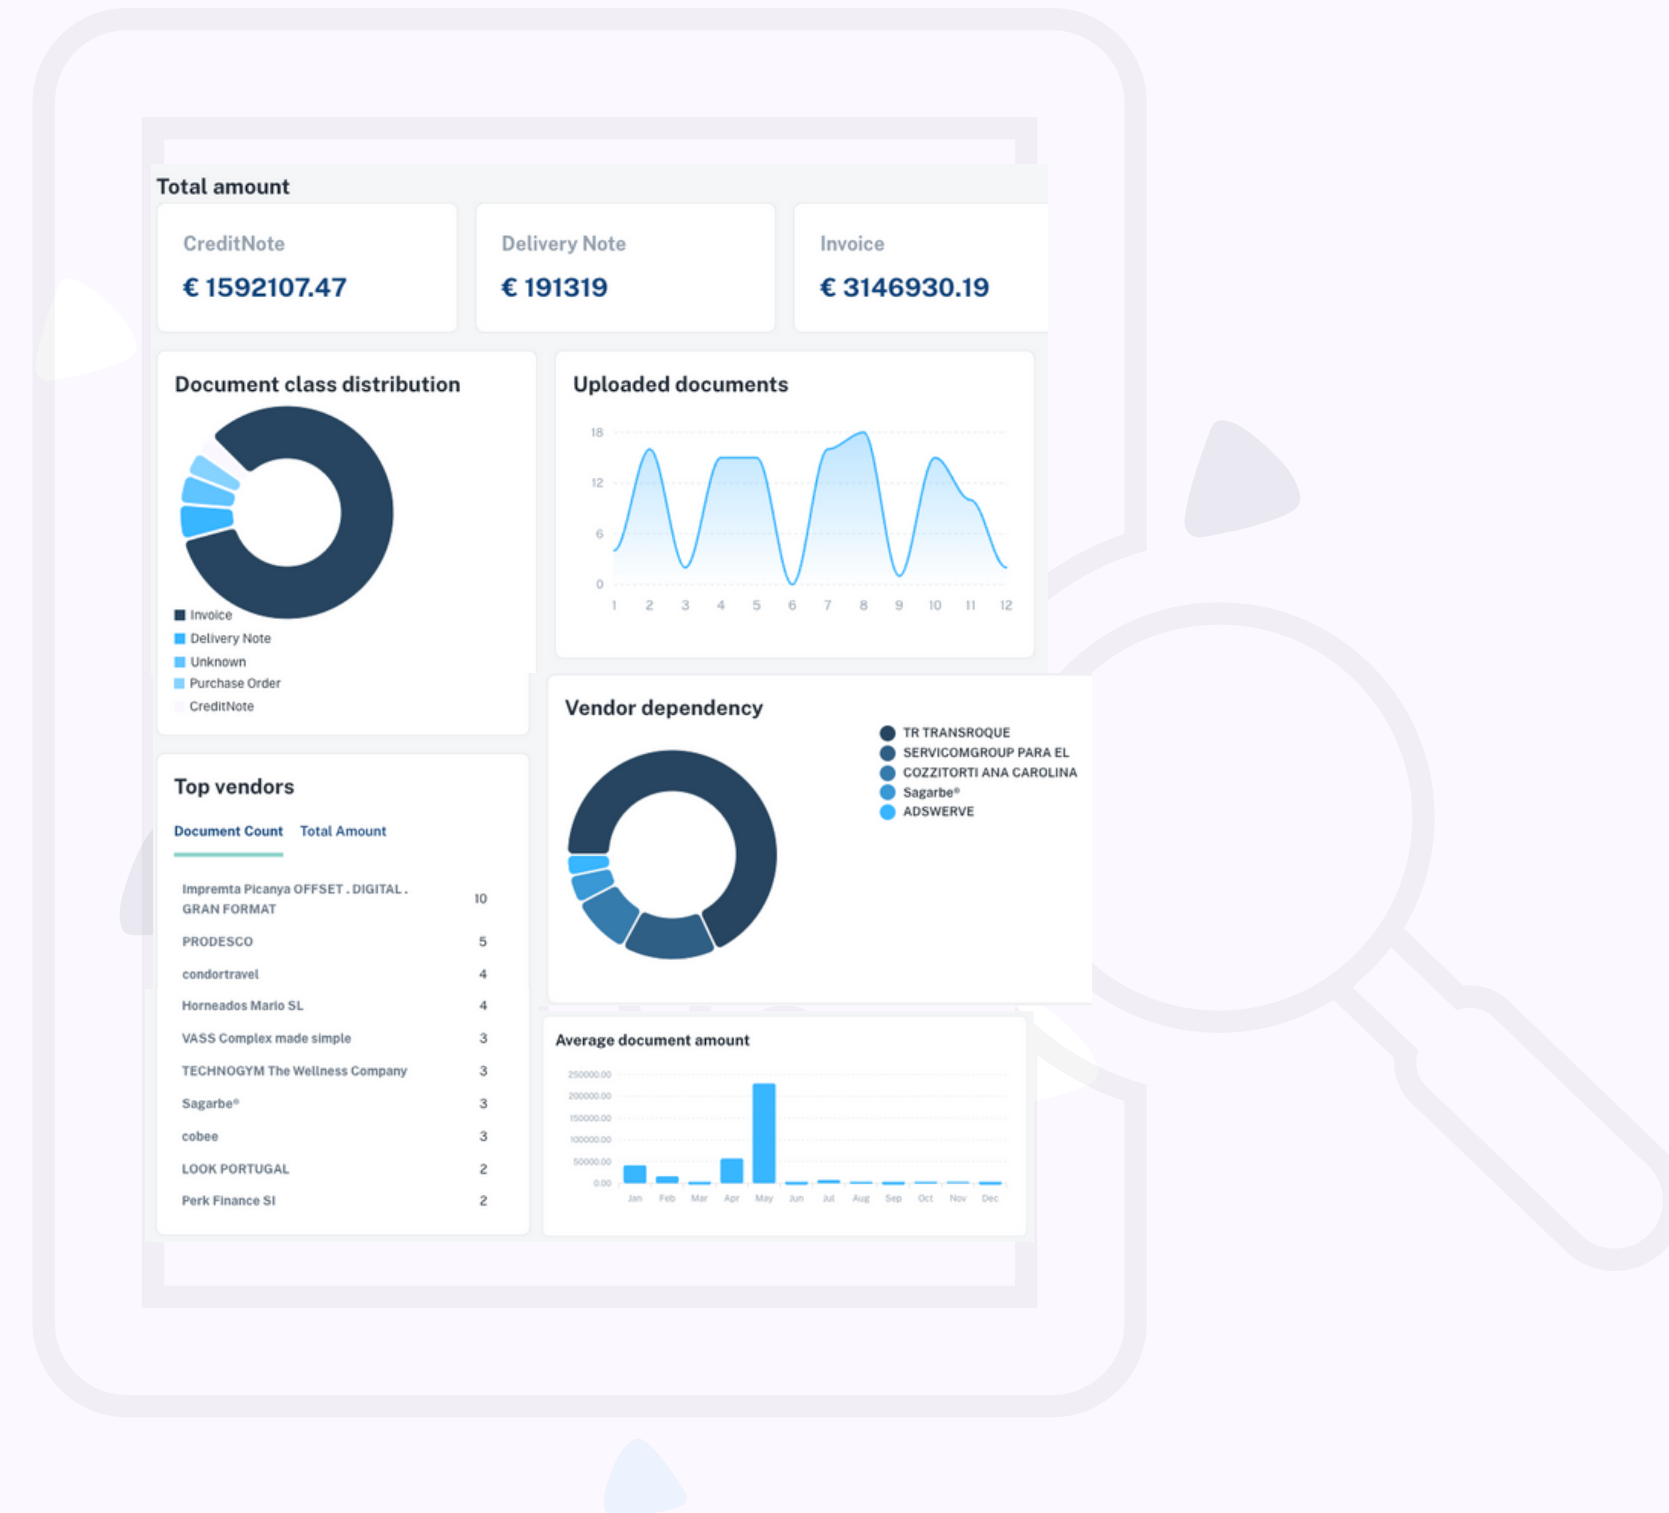 Total amount
CreditNote
€ 1592107.47
Delivery Note
€ 191319
Invoice
€ 3146930.19
Document class distribution
Invoice
Delivery Note
Unknown
Purchase Order
CreditNote
Uploaded documents
18
12
6
0
1 2 3 4 5 6 7 8 9 10 11 12
Vendor dependency
TR TRANSROQUE
SERVICOMGROUP PARA EL
COZZITORTI ANA CAROLINA
Sagarbe®
ADSWERVE
Top vendors
Document Count Total Amount
Impremta Picanya OFFSET . DIGITAL .
GRAN FORMAT 10
PRODESCO 5
condortravel 4
Horneados Mario SL 4
VASS Complex made simple 3
TECHNOGYM The Wellness Company 3
Sagarbe® 3
cobee 3
LOOK PORTUGAL 2
Perk Finance Sl 2
Average document amount
250000.00
200000.00
150000.00
100000.00
50000.00
0.00
Jan Feb Mar Apr May Jun Jul Aug Sep Oct Nov Dec